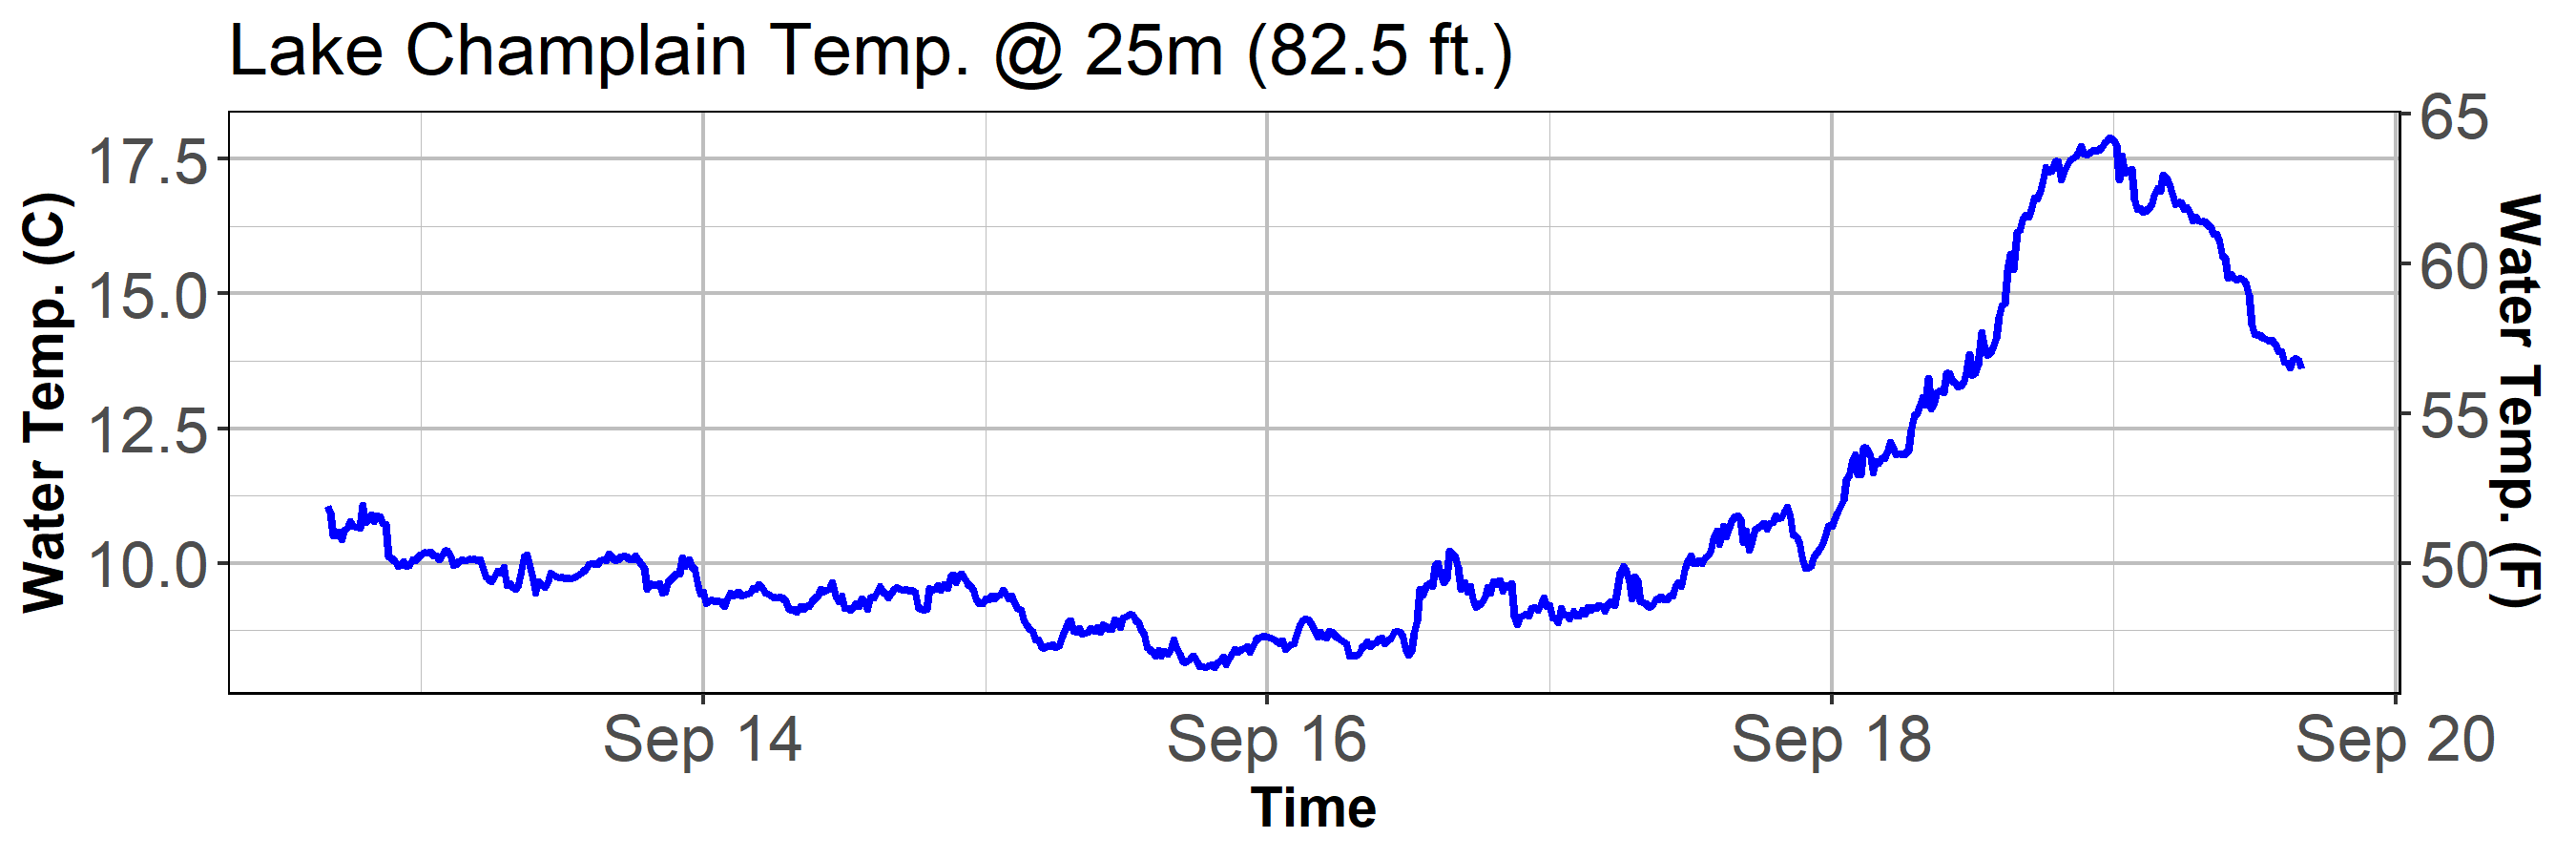 Lake Champlain Temp. @ 25m (82.5 ft.)
Water Temp. (C)
17.5
15.0
12.5
10.0
65
60
55
50
Water Temp. (F)
Sep 14
Sep 16
Sep 18
Sep 20
Time